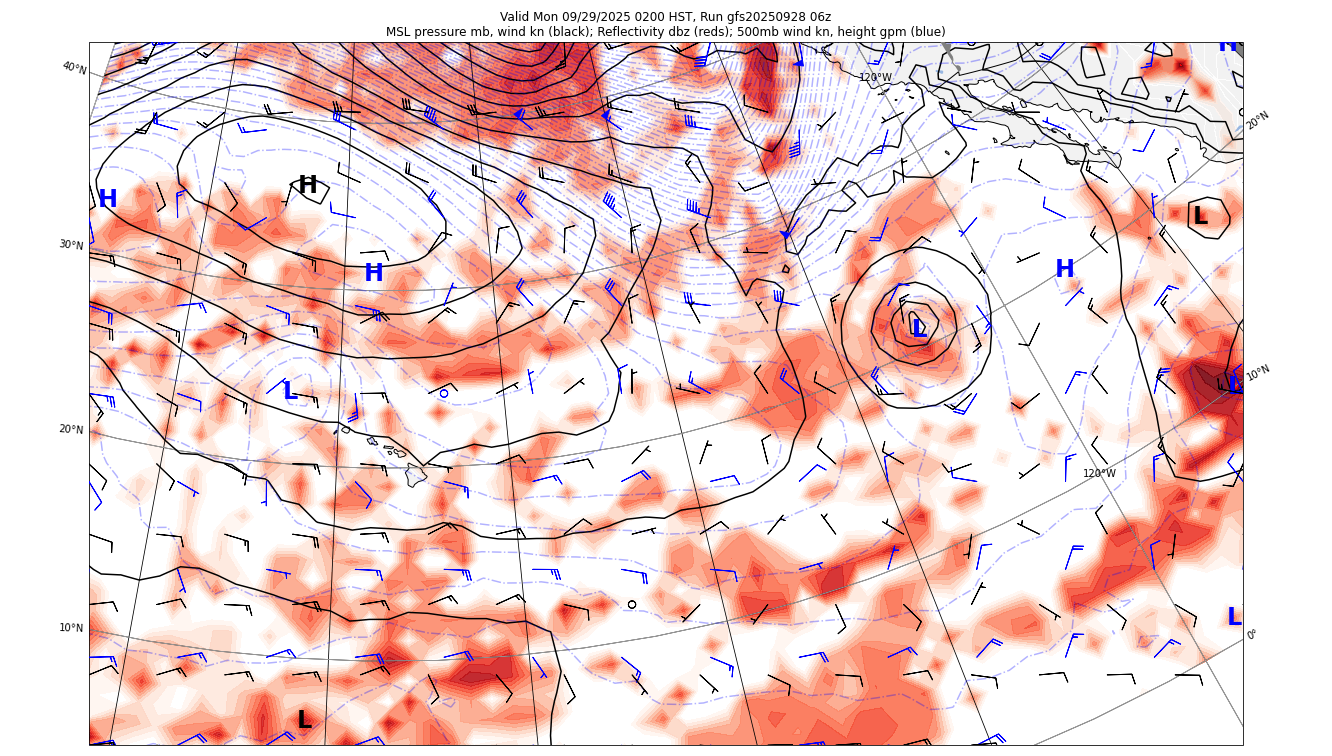 Valid Mon 09/29/2025 0200 HST, Run gfs20250928 06z
MSL pressure mb, wind kn (black); Reflectivity dbz (reds); 500mb wind kn, height gpm (blue)
H
40°N
120°W
20°N
H
H
L
30°N
H
H
L
10°N
L
L
20°N
120°W
L
10°N
0°
L